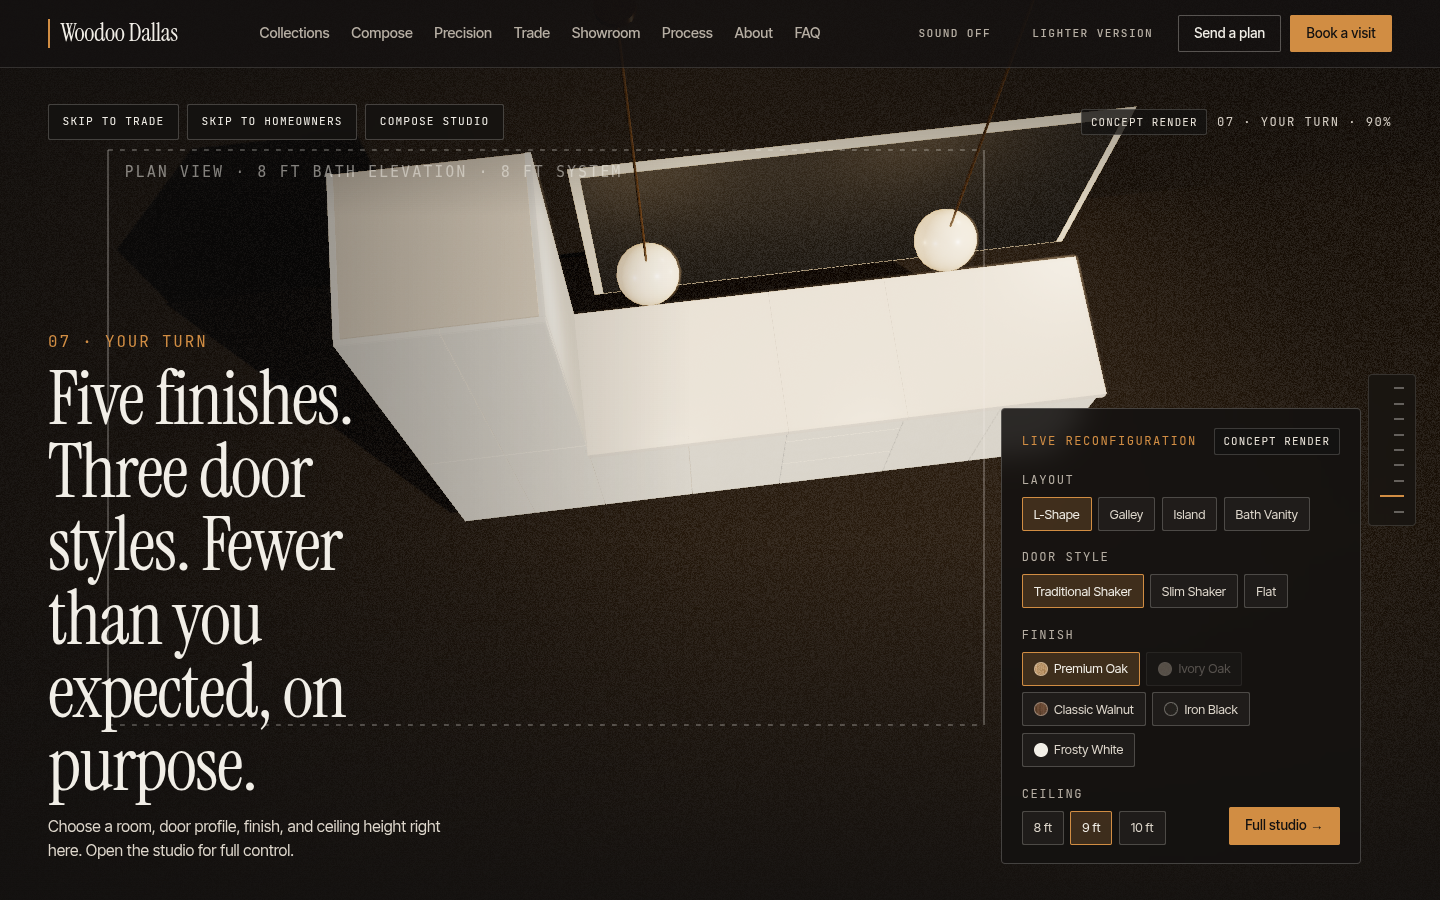 Woodoo Dallas
Collections Compose Precision Trade Showroom Process About FAQ
SOUND OFF
LIGHTER VERSION
Send a plan
Book a visit
SKIP TO TRADE
SKIP TO HOMEOWNERS
COMPOSE STUDIO
CONCEPT RENDER
07 · YOUR TURN · 90%
PLAN VIEW · 8 FT BATH ELEVATION · 8 FT SYSTEM
07 · YOUR TURN
Five finishes.
Three door
styles. Fewer
than you
expected, on
purpose.
Choose a room, door profile, finish, and ceiling height right
here. Open the studio for full control.
LIVE RECONFIGURATION
CONCEPT RENDER
LAYOUT
L-Shape Galley Island Bath Vanity
DOOR STYLE
Traditional Shaker Slim Shaker Flat
FINISH
Premium Oak Ivory Oak
Classic Walnut Iron Black
Frosty White
CEILING
8 ft 9 ft 10 ft
Full studio →